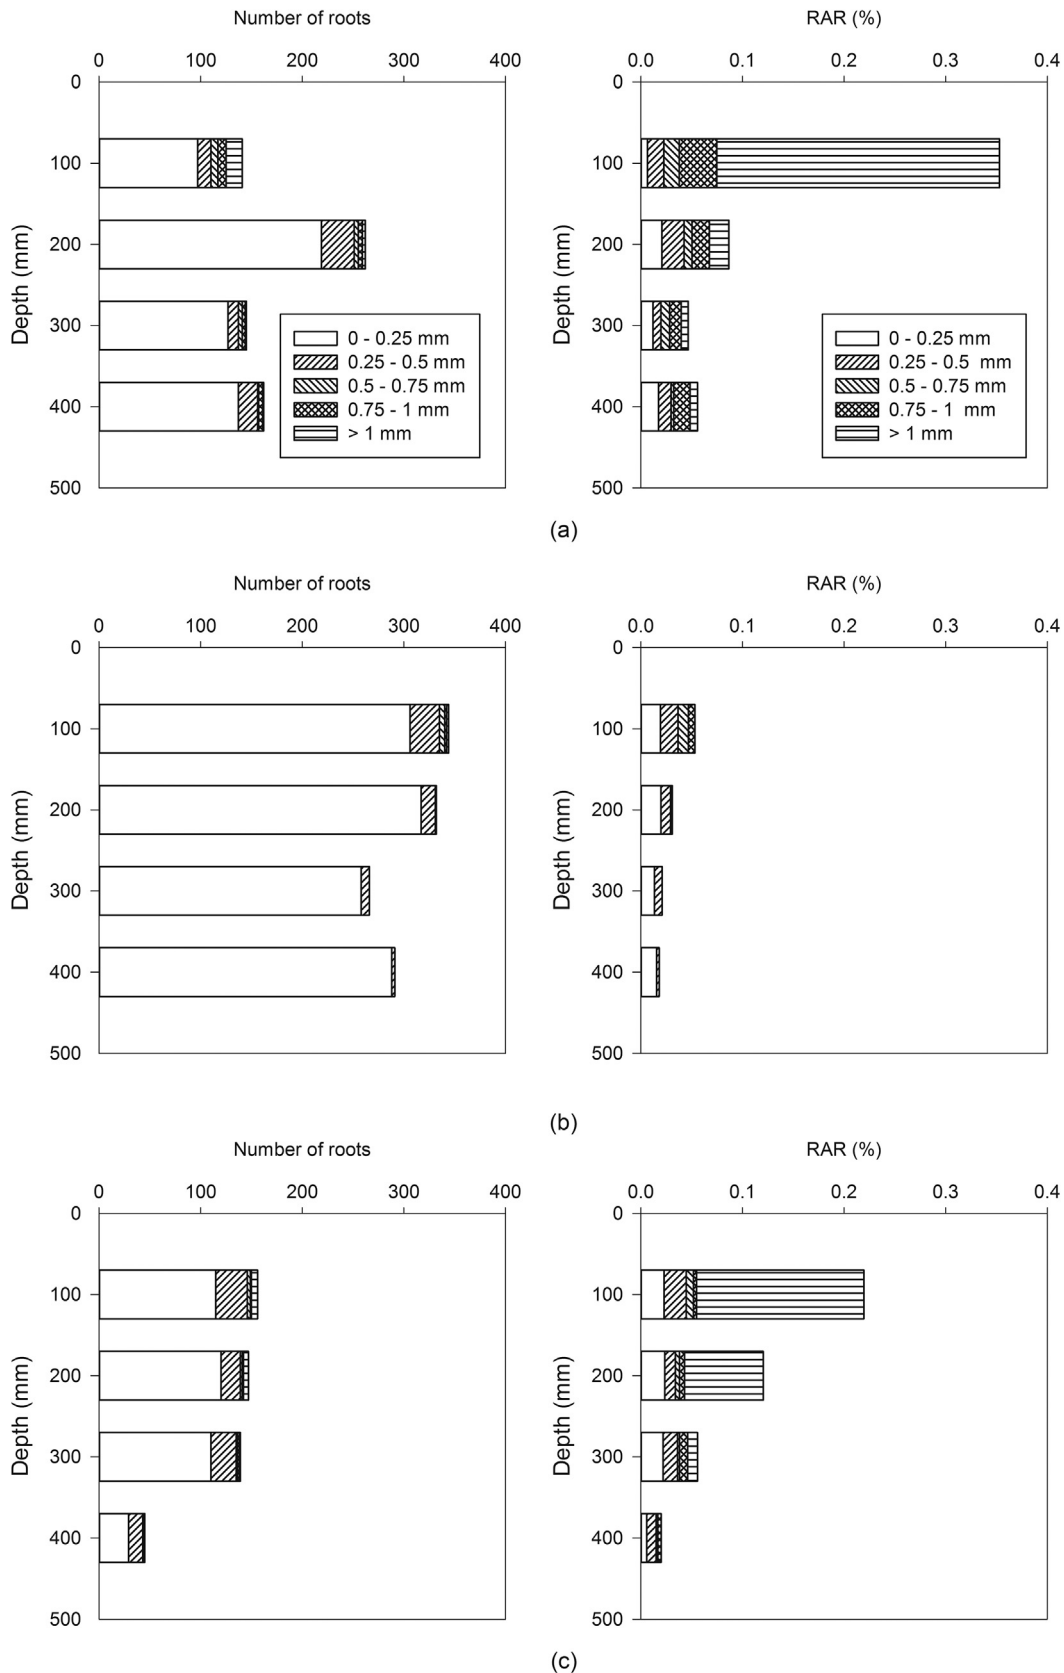 Number of roots RAR (%)
0 100 200 300 400 0.0 0.1 0.2 0.3 0.4
0 0
100 100
200 200
Depth (mm) Depth (mm)
300 300
400 400
500 500
0 - 0.25 mm 0 - 0.25 mm
0.25 - 0.5 mm 0.25 - 0.5 mm
0.5 - 0.75 mm 0.5 - 0.75 mm
0.75 - 1 mm 0.75 - 1 mm
> 1 mm > 1 mm
(a)
Number of roots RAR (%)
0 100 200 300 400 0.0 0.1 0.2 0.3 0.4
0 0
100 100
200 200
Depth (mm) Depth (mm)
300 300
400 400
500 500
(b)
Number of roots RAR (%)
0 100 200 300 400 0.0 0.1 0.2 0.3 0.4
0 0
100 100
200 200
Depth (mm) Depth (mm)
300 300
400 400
500 500
(c)